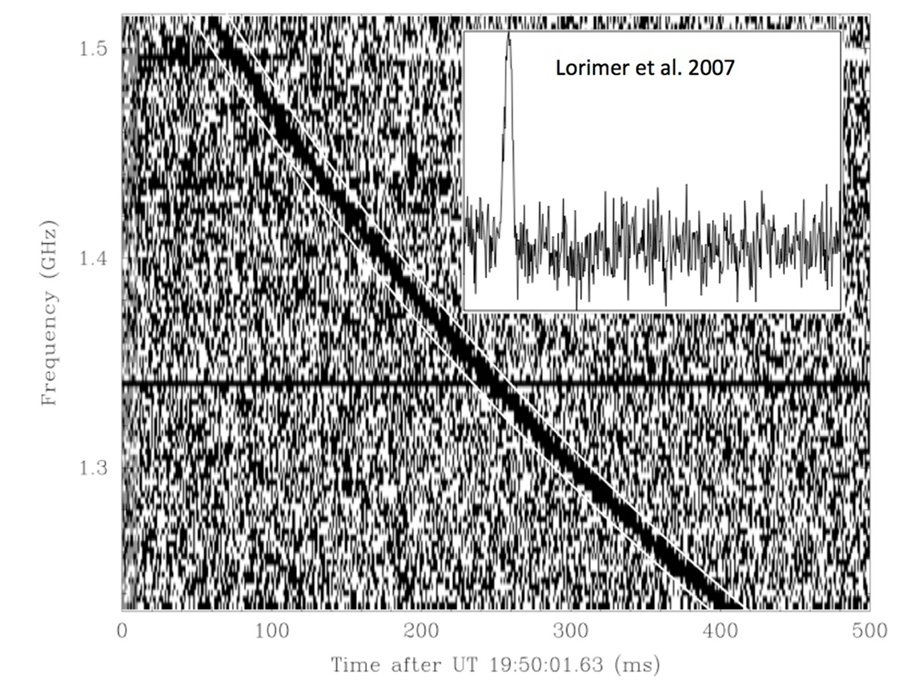 Lorimer et al. 2007
1.5
1.4
1.3
Frequency (GHz)
0 100 200 300 400 500
Time after UT 19:50:01.63 (ms)